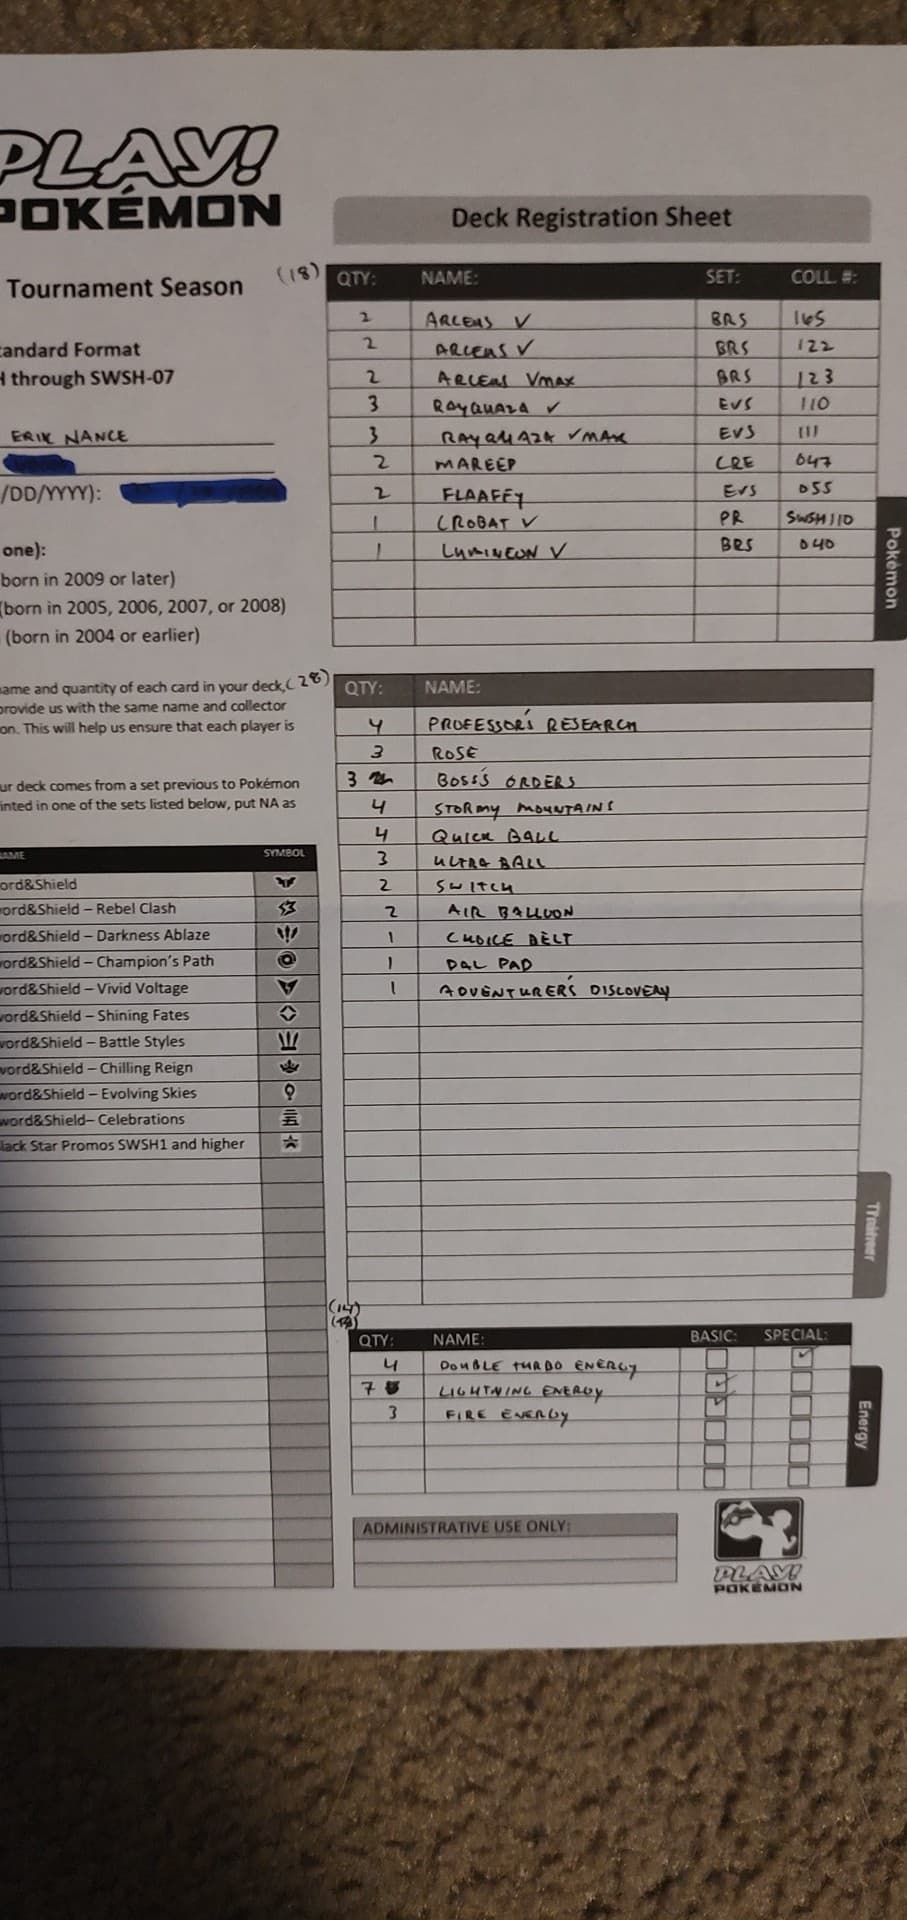 PLAY!
POKÉMON
Deck Registration Sheet
Tournament Season
andard Format
through SWSH-07
ERIK NANCE
/DD/YYYY):
one):
born in 2009 or later)
(born in 2005, 2006, 2007, or 2008)
(born in 2004 or earlier)
(18) QTY: NAME: SET: COLL. #:
2 ARCEUS V BRS 165
2 ARCEUS V BRS 122
2 ARCEUS VMAX BRS 123
3 RAYQUAZA V EVS 110
3 RAYQUAZA VMAX EVS 111
2 MAREEP CRE 047
2 FLAAFFY EVS 055
1 CROBAT V PR SWSH110
1 LUMINEON V BRS 040
Pokémon
ame and quantity of each card in your deck,
provide us with the same name and collector
on. This will help us ensure that each player is
ur deck comes from a set previous to Pokémon
inted in one of the sets listed below, put NA as
AME SYMBOL
ord&Shield
ord&Shield – Rebel Clash
ord&Shield – Darkness Ablaze
ord&Shield – Champion's Path
ord&Shield – Vivid Voltage
ord&Shield – Shining Fates
ord&Shield – Battle Styles
word&Shield – Chilling Reign
word&Shield – Evolving Skies
word&Shield– Celebrations
lack Star Promos SWSH1 and higher
(28) QTY: NAME:
4 PROFESSOR'S RESEARCH
3 ROSE
3 BOSS'S ORDERS
4 STORMY MOUNTAINS
4 QUICK BALL
3 ULTRA BALL
2 SWITCH
2 AIR BALLOON
1 CHOICE BELT
1 PAL PAD
1 ADVENTURER'S DISCOVERY
Trainer
(14)
QTY: NAME: BASIC: SPECIAL:
4 DOUBLE TURBO ENERGY
7 LIGHTNING ENERGY
3 FIRE ENERGY
Energy
ADMINISTRATIVE USE ONLY:
PLAY!
POKÉMON